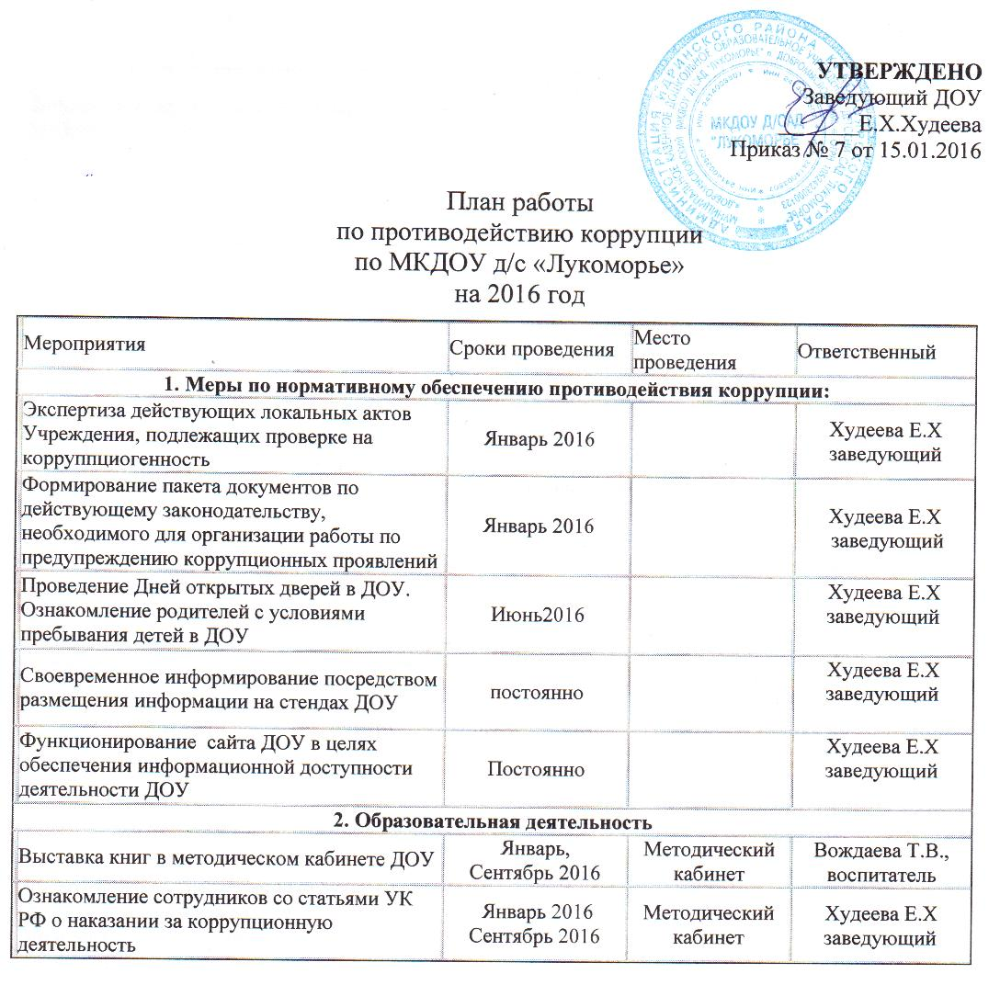 УТВЕРЖДЕНО
Заведующий ДОУ
Е.Х.Худеева
Приказ № 7 от 15.01.2016
МКДОУ Д/САД
"ЛУКОМОРЬЕ"
План работы
по противодействию коррупции
по МКДОУ д/с «Лукоморье»
на 2016 год
Мероприятия
Сроки проведения
Место
проведения
Ответственный
1. Меры по нормативному обеспечению противодействия коррупции:
Экспертиза действующих локальных актов
Учреждения, подлежащих проверке на
корруппциогенность
Январь 2016
Худеева Е.Х
заведующий
Формирование пакета документов по
действующему законодательству,
необходимого для организации работы по
предупреждению коррупционных проявлений
Январь 2016
Худеева Е.Х
заведующий
Проведение Дней открытых дверей в ДОУ.
Ознакомление родителей с условиями
пребывания детей в ДОУ
Июнь2016
Худеева Е.Х
заведующий
Своевременное информирование посредством
размещения информации на стендах ДОУ
постоянно
Худеева Е.Х
заведующий
Функционирование сайта ДОУ в целях
обеспечения информационной доступности
деятельности ДОУ
Постоянно
Худеева Е.Х
заведующий
2. Образовательная деятельность
Выставка книг в методическом кабинете ДОУ
Январь,
Сентябрь 2016
Методический
кабинет
Вождаева Т.В.,
воспитатель
Ознакомление сотрудников со статьями УК
РФ о наказании за коррупционную
деятельность
Январь 2016
Сентябрь 2016
Методический
кабинет
Худеева Е.Х
заведующий